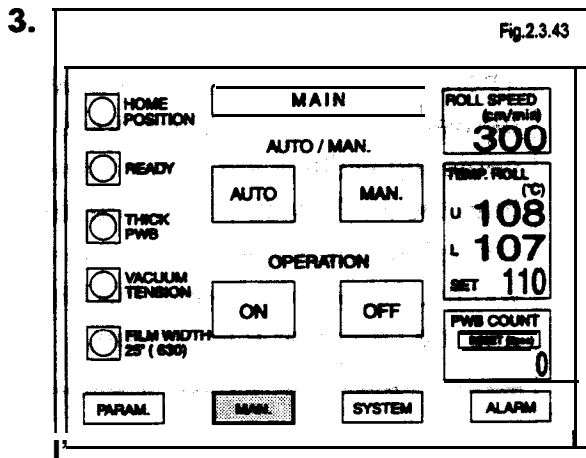 3.
Fig.2.3.43
HOME
POSITION
READY
THICK
PWB
VACUUM
TENSION
FILM WIDTH
25" ( 630)
MAIN
AUTO / MAN.
AUTO
MAN.
OPERATION
ON
OFF
ROLL SPEED
(cm/min)
300
TEMP. ROLL
(°C)
U 108
L 107
SET 110
PWB COUNT
RESET
0
PARAM.
MAN.
SYSTEM
ALARM